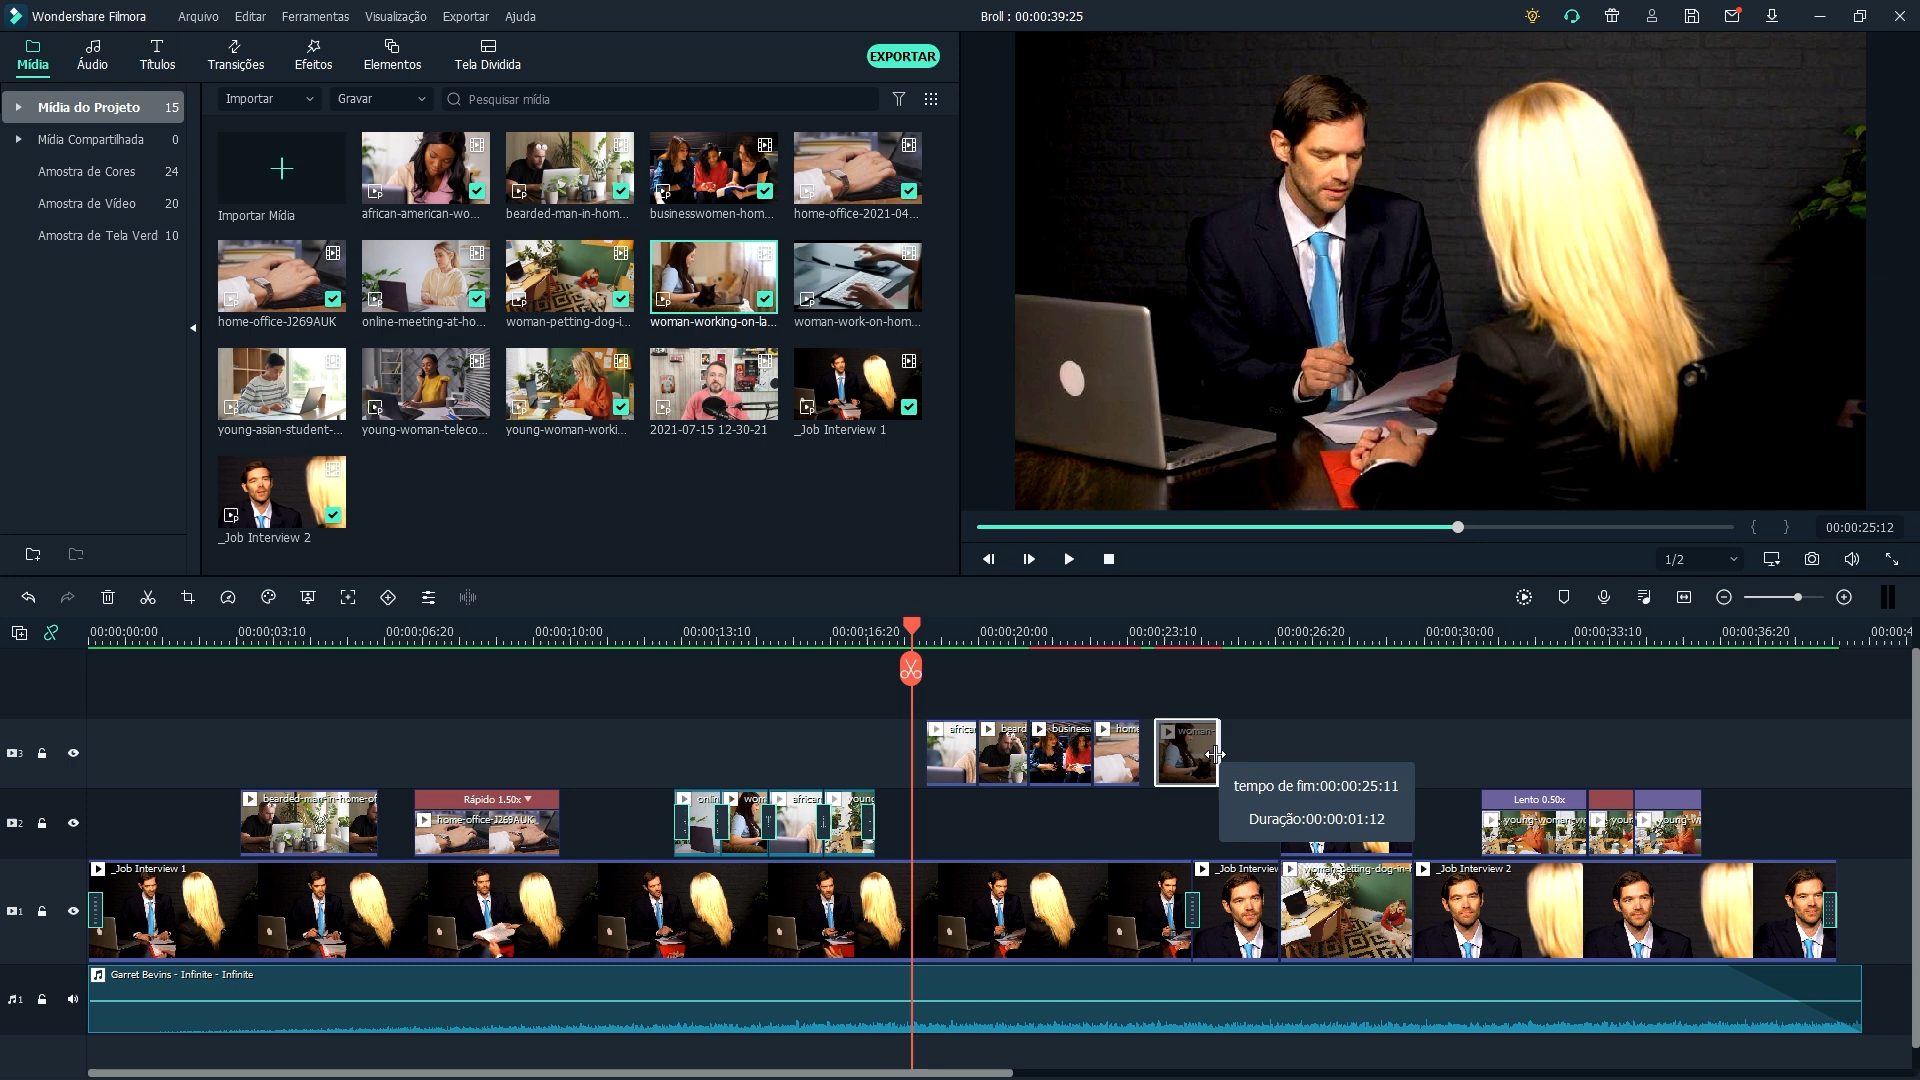 Wondershare Filmora
Arquivo
Editar
Ferramentas
Visualização
Exportar
Ajuda
Broll : 00:00:39:25
Mídia
Áudio
Títulos
Transições
Efeitos
Elementos
Tela Dividida
EXPORTAR
Mídia do Projeto 15
Mídia Compartilhada 0
Amostra de Cores 24
Amostra de Vídeo 20
Amostra de Tela Verd 10
Importar
Gravar
Pesquisar mídia
Importar Mídia
african-american-wo...
bearded-man-in-hom...
businesswomen-hom...
home-office-2021-04...
home-office-J269AUK
online-meeting-at-ho...
woman-petting-dog-i...
woman-working-on-la...
woman-work-on-hom...
young-asian-student-...
young-woman-teleco...
young-woman-worki...
2021-07-15 12-30-21
_Job Interview 1
_Job Interview 2
00:00:25:12
1/2
00:00:00:00
00:00:03:10
00:00:06:20
00:00:10:00
00:00:13:10
00:00:16:20
00:00:20:00
00:00:23:10
00:00:26:20
00:00:30:00
00:00:33:10
00:00:36:20
00:00:4
3
africa
beard
business
home
woman-
tempo de fim:00:00:25:11
Duração:00:00:01:12
2
bearded-man-in-home-of
Rápido 1.50x
home-office-J269AUK
onlin
wom
african
young
Lento 0.50x
young-woman-wo
your
young-w
1
_Job Interview 1
_Job Interview
woman-petting-dog-in-h
_Job Interview 2
1
Garret Bevins - Infinite - Infinite